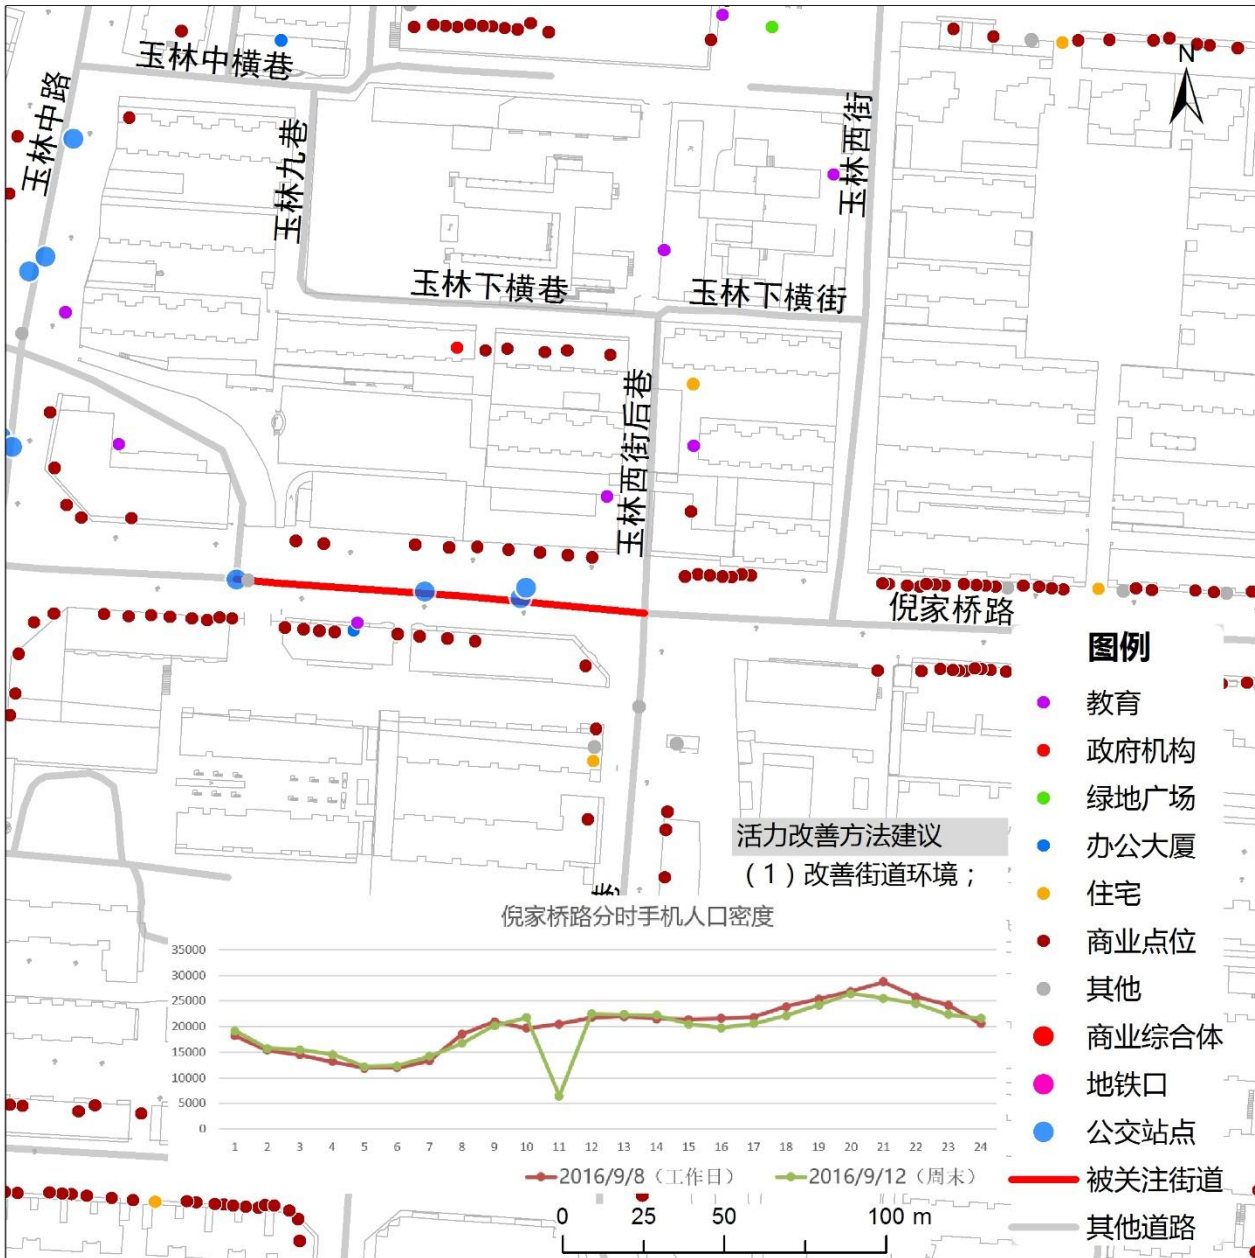 玉林中横巷
N
玉林中路
玉林九巷
玉林西街
玉林下横巷
玉林下横街
玉林西街后巷
倪家桥路
图例
教育
政府机构
绿地广场
办公大厦
住宅
商业点位
其他
商业综合体
地铁口
公交站点
被关注街道
其他道路
活力改善方法建议
（1）改善街道环境；
倪家桥路分时手机人口密度
35000
30000
25000
20000
15000
10000
5000
0
1 2 3 4 5 6 7 8 9 10 11 12 13 14 15 16 17 18 19 20 21 22 23 24
2016/9/8（工作日） 2016/9/12（周末）
0 25 50 100 m